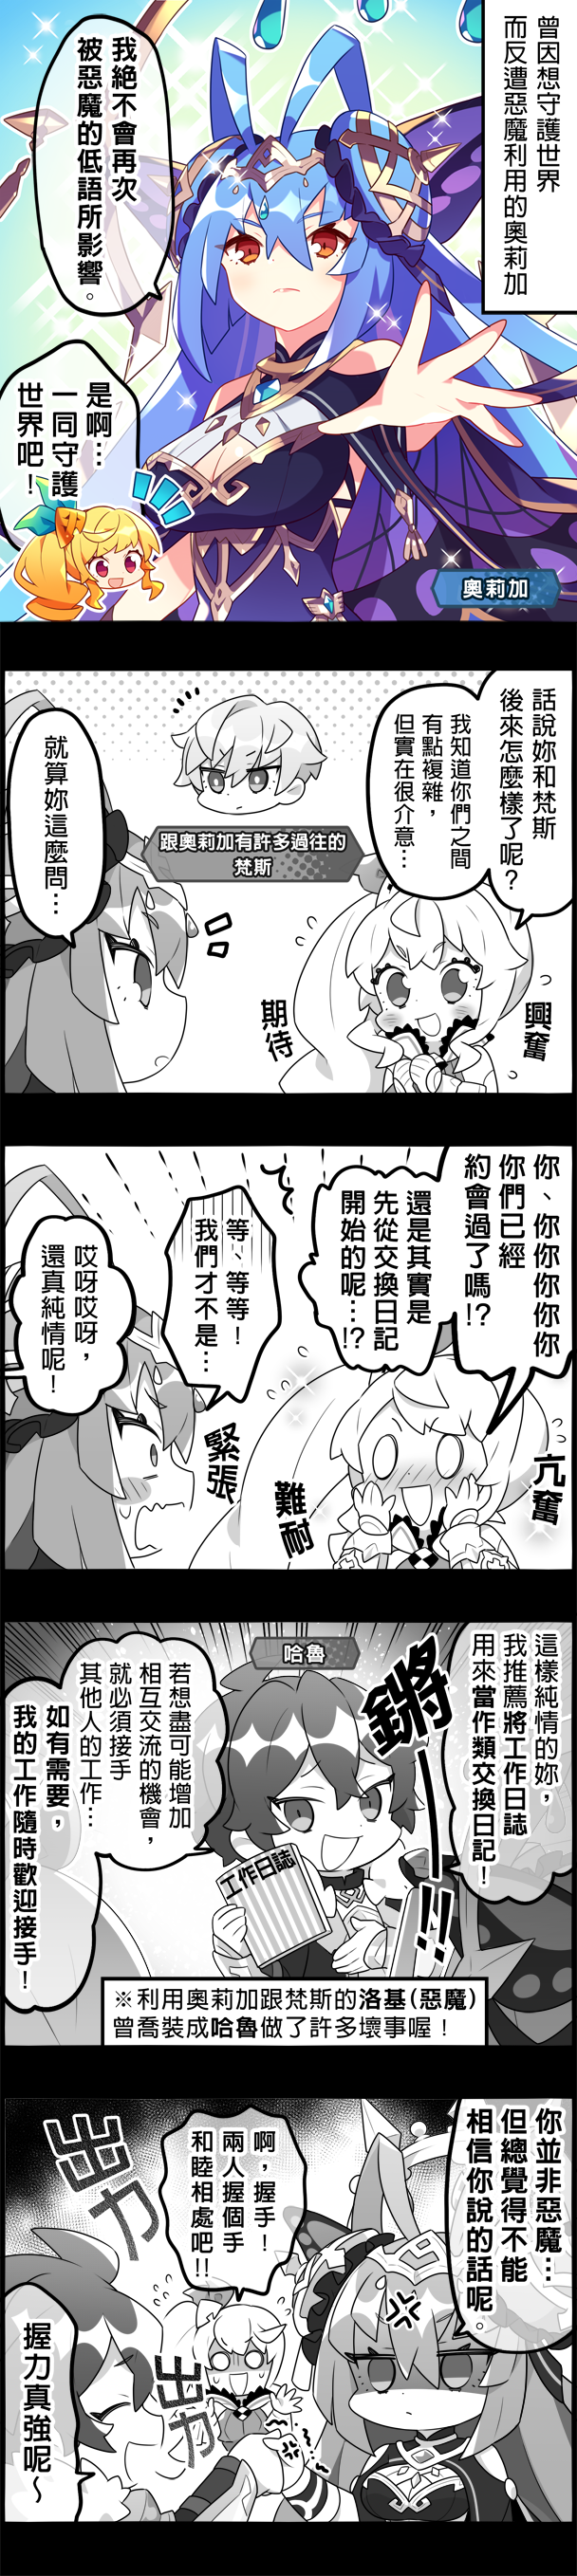 曾因想守護世界
而反遭惡魔利用的奧莉加
我絕不會再次
被惡魔的低語所影響。
是啊…
一同守護
世界吧！
奧莉加
話說妳和梵斯
後來怎麼樣了呢？
我知道你們之間
有點複雜，
但實在很介意…
跟奧莉加有許多過往的
梵斯
就算妳這麼問…
興奮
期待
你、你你你你你
你們已經
約會過了嗎!?
還是其實是
先從交換日記
開始的呢…!?
等、等等！
我們才不是…
哎呀哎呀，
還真純情呢！
亢奮
難耐
緊張
這樣純情的妳，
我推薦將工作日誌
用來當作類交換日記！
鏘──!!
哈魯
工作日誌
若想盡可能增加
相互交流的機會，
就必須接手
其他人的工作…
如有需要，
我的工作隨時歡迎接手！
※利用奧莉加跟梵斯的洛基(惡魔)
曾喬裝成哈魯做了許多壞事喔！
你並非惡魔…
但總覺得不能
相信你說的話呢。
啊，握手！
兩人握個手
和睦相處吧!!
出力
出力
握力真強呢～